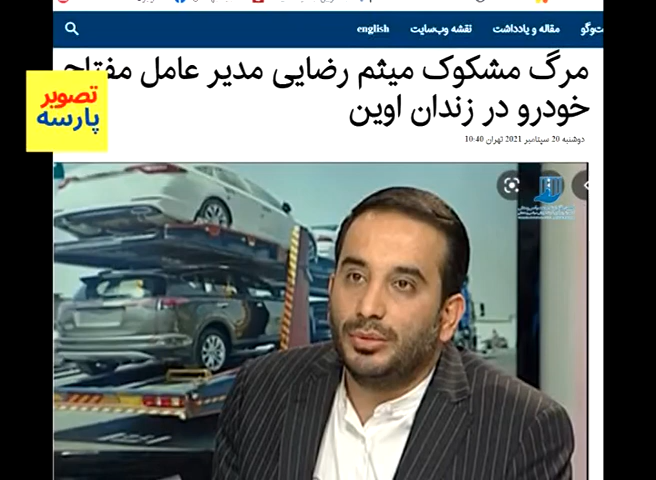 مقاله و یادداشت نقشه وب‌سایت english
مرگ مشکوک میثم رضایی مدیر عامل مفتاح
خودرو در زندان اوین
دوشنبه 20 سپتامبر 2021 تهران 10:40
تصویر
پارسه